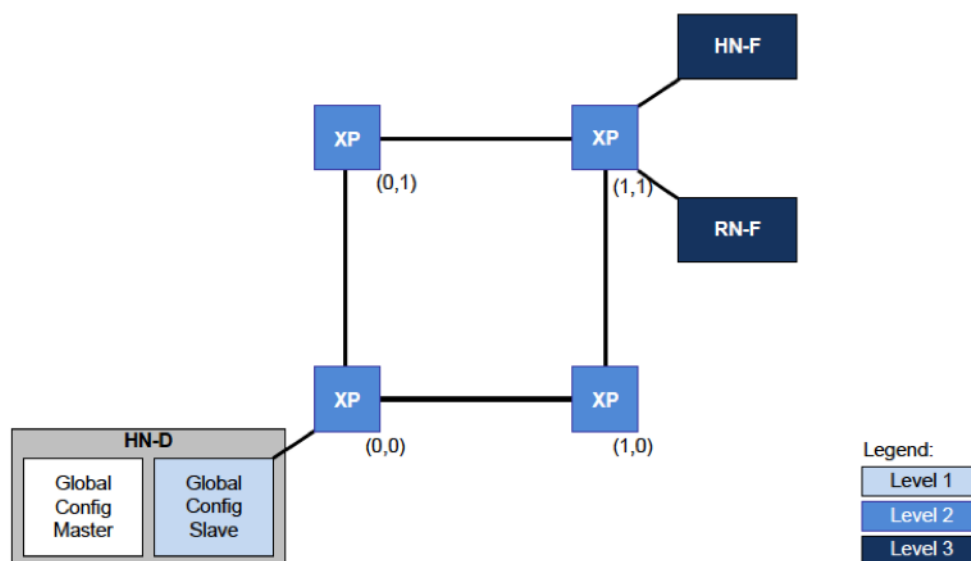 HN-F
XP
XP
(0,1)
(1,1)
RN-F
XP
XP
HN-D
(0,0)
(1,0)
Global
Config
Master
Global
Config
Slave
Legend:
Level 1
Level 2
Level 3